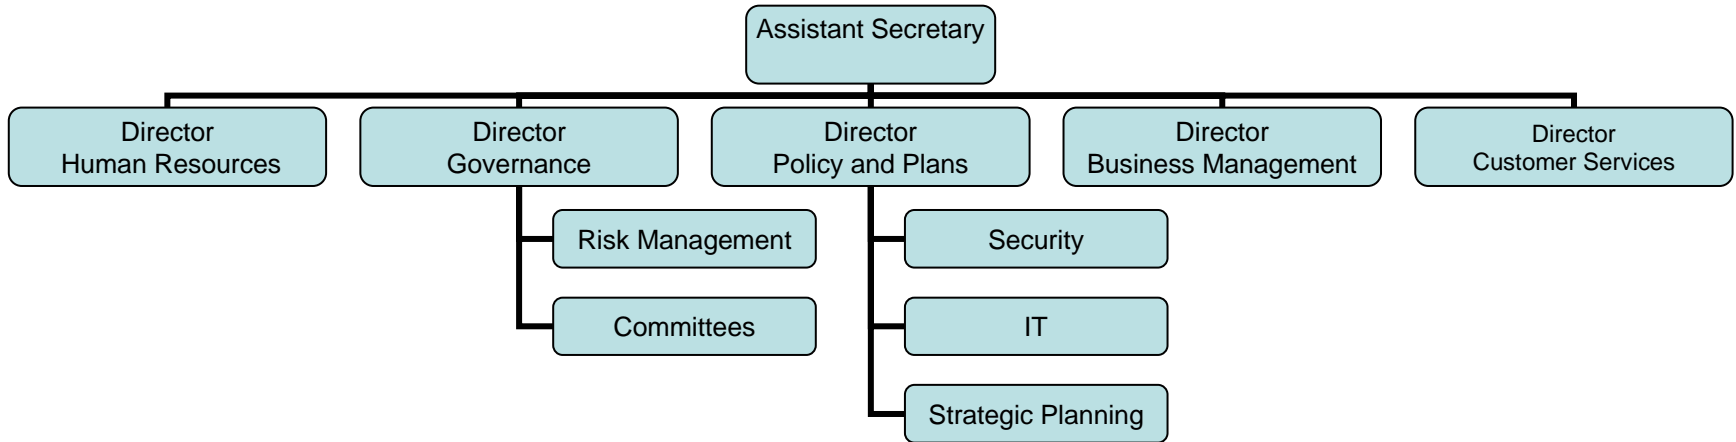 Assistant Secretary
Director
Human Resources
Director
Governance
Director
Policy and Plans
Director
Business Management
Director
Customer Services
Risk Management
Committees
Security
IT
Strategic Planning